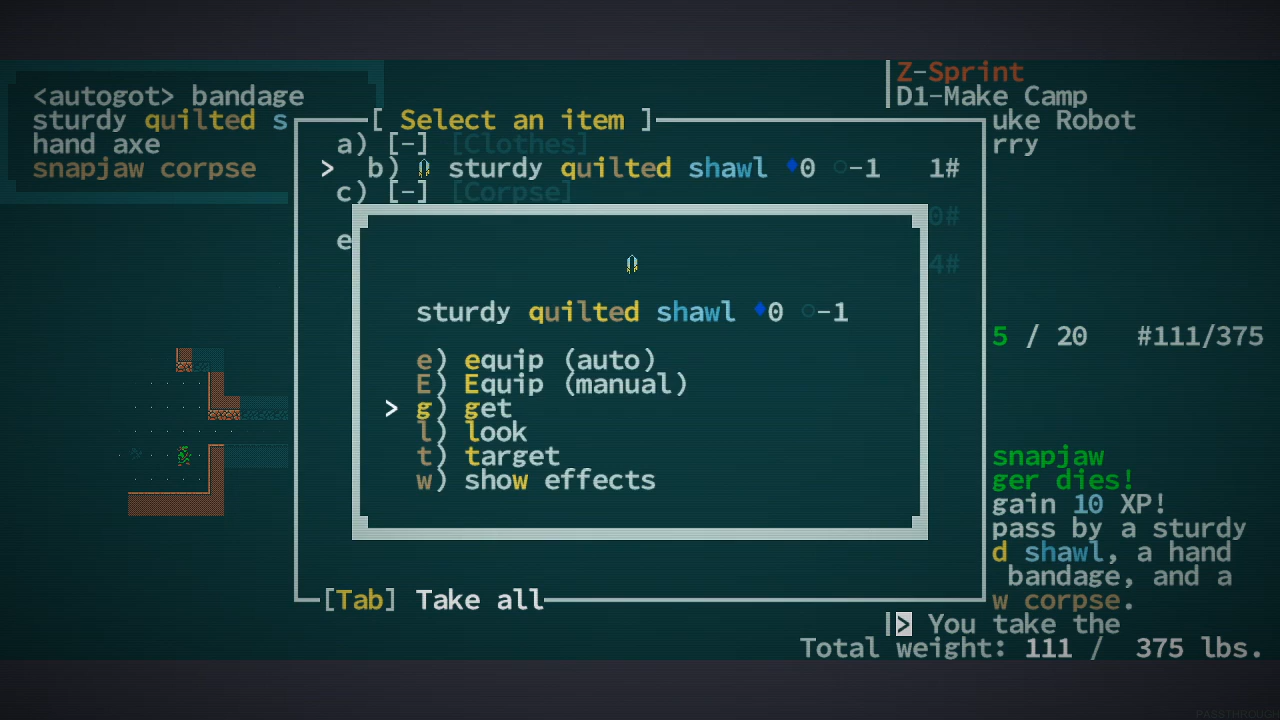 Z-Sprint
<autogot> bandage
D1-Make Camp
sturdy quilted s
[ Select an item ]
uke Robot
hand axe
a) [-] [Clothes]
rry
snapjaw corpse
> b) sturdy quilted shawl ♦0 ○-1 1#
c) [-] [Corpse]
0#
e
4#
sturdy quilted shawl ♦0 ○-1
5 / 20 #111/375
e) equip (auto)
E) Equip (manual)
> g) get
l) look
t) target
w) show effects
snapjaw
ger dies!
gain 10 XP!
pass by a sturdy
d shawl, a hand
bandage, and a
w corpse.
[Tab] Take all
> You take the
Total weight: 111 / 375 lbs.